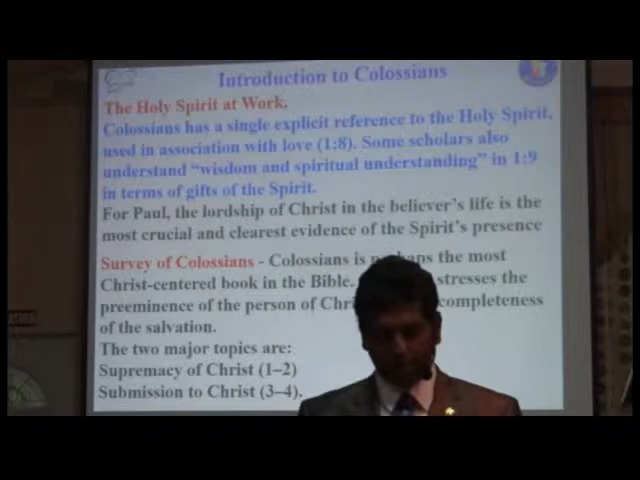 Introduction to Colossians
The Holy Spirit at Work.
Colossians has a single explicit reference to the Holy Spirit,
used in association with love (1:8). Some scholars also
understand “wisdom and spiritual understanding” in 1:9
in terms of gifts of the Spirit.
For Paul, the lordship of Christ in the believer's life is the
most crucial and clearest evidence of the Spirit's presence
Survey of Colossians - Colossians is perhaps the most
Christ-centered book in the Bible. stresses the
preeminence of the person of Chri completeness
of the salvation.
The two major topics are:
Supremacy of Christ (1–2)
Submission to Christ (3–4).